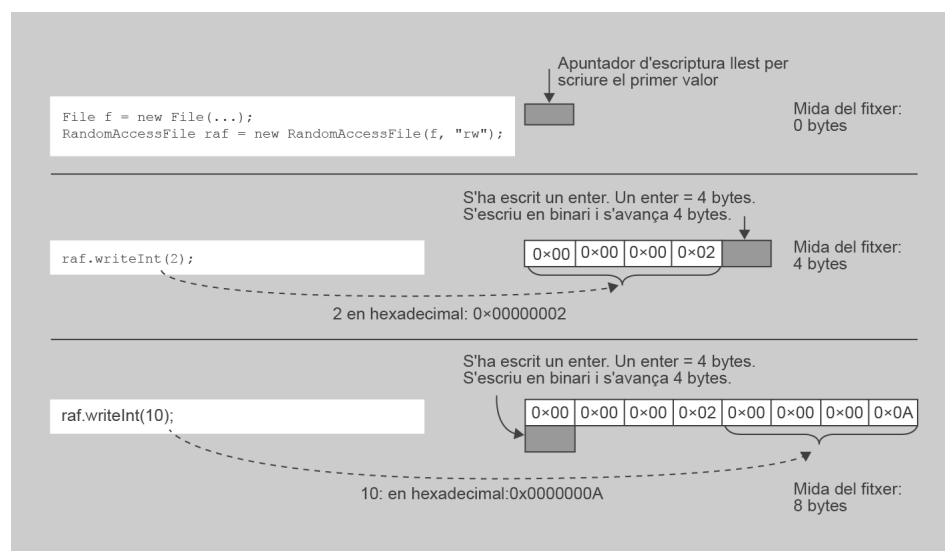 Apuntador d'escriptura llest per
scriure el primer valor
File f = new File(...);
RandomAccessFile raf = new RandomAccessFile(f, "rw");
Mida del fitxer:
0 bytes
S'ha escrit un enter. Un enter = 4 bytes.
S'escriu en binari i s'avança 4 bytes.
raf.writeInt(2);
0×00 0×00 0×00 0×02
Mida del fitxer:
4 bytes
2 en hexadecimal: 0×00000002
S'ha escrit un enter. Un enter = 4 bytes.
S'escriu en binari i s'avança 4 bytes.
raf.writeInt(10);
0×00 0×00 0×00 0×02 0×00 0×00 0×00 0×0A
10: en hexadecimal:0x0000000A
Mida del fitxer:
8 bytes